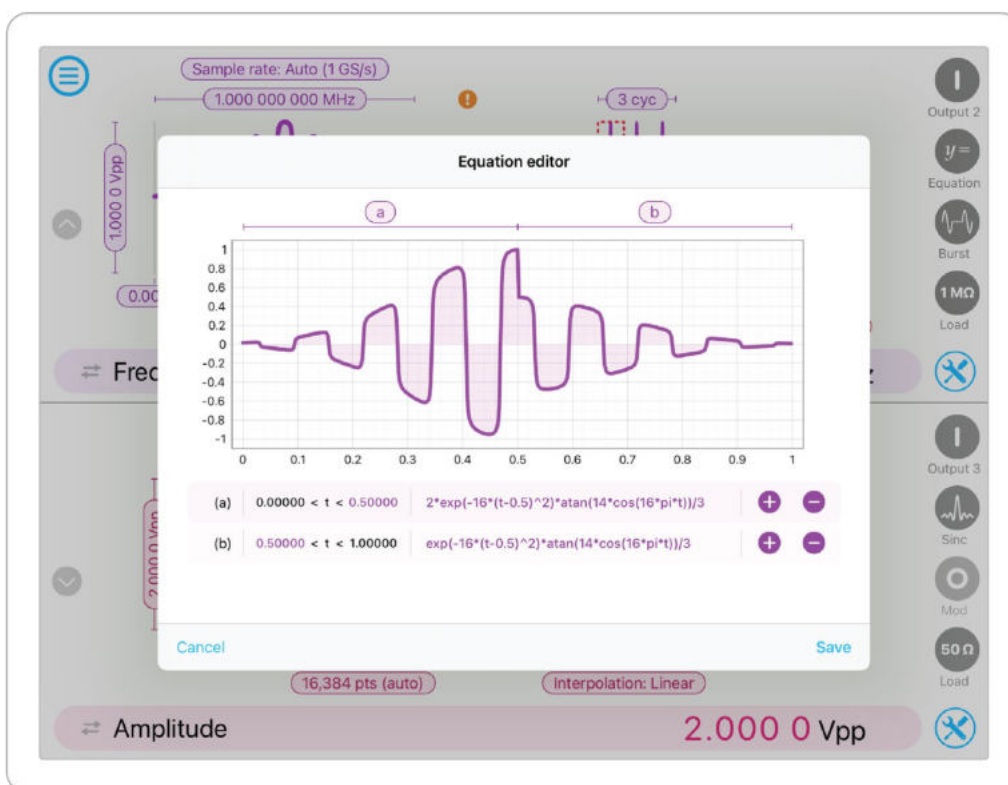 Sample rate: Auto (1 GS/s)
1.000 000 000 MHz
3 cyc
Output 2
1.000 0 Vpp
y=
Equation
Burst
1 MΩ
Load
0.00
Freq
Equation editor
a
b
1
0.8
0.6
0.4
0.2
0
-0.2
-0.4
-0.6
-0.8
-1
0 0.1 0.2 0.3 0.4 0.5 0.6 0.7 0.8 0.9 1
(a) 0.00000 < t < 0.50000 2*exp(-16*(t-0.5)^2)*atan(14*cos(16*pi*t))/3
(b) 0.50000 < t < 1.00000 exp(-16*(t-0.5)^2)*atan(14*cos(16*pi*t))/3
Cancel
Save
Output 3
2.000 0 Vpp
Sinc
Mod
50 Ω
Load
16,384 pts (auto)
Interpolation: Linear
Amplitude
2.000 0 Vpp